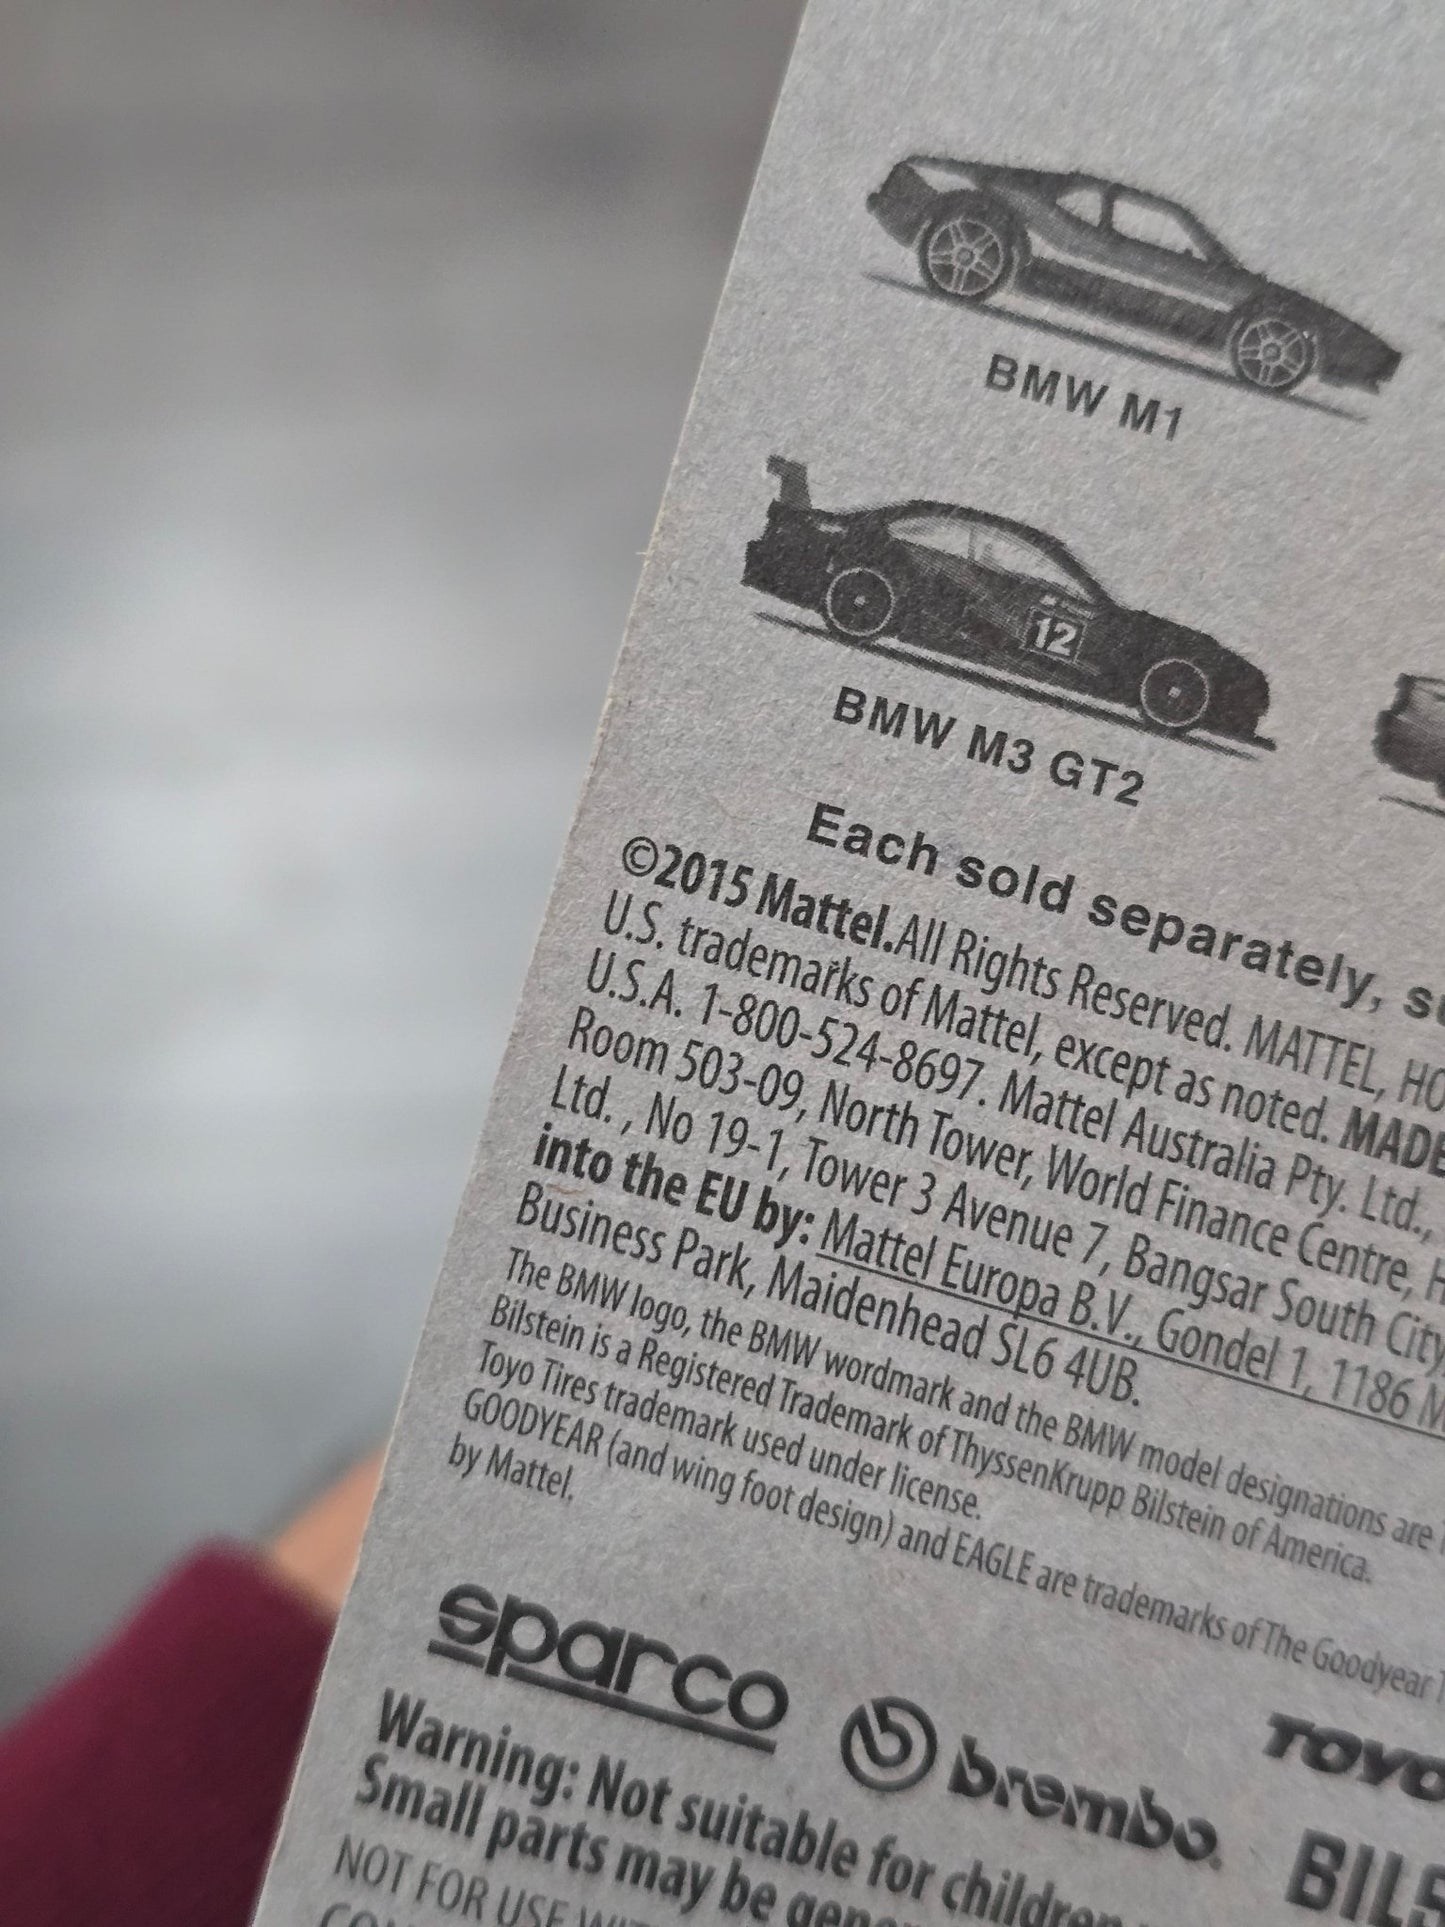 BMW M1
12
BMW M3 GT2
Each sold separately,
©2015 Mattel. All Rights Reserved. MATTEL,
U.S. trademarks of Mattel, except as noted. MADE
U.S.A. 1-800-524-8697. Mattel Australia Pty. Ltd.,
Room 503-09, North Tower, World Finance Centre,
Ltd. , No 19-1, Tower 3 Avenue 7, Bangsar South City,
into the EU by: Mattel Europa B.V., Gondel 1, 1186
Business Park, Maidenhead SL6 4UB.
The BMW logo, the BMW wordmark and the BMW model designations are
Bilstein is a Registered Trademark of ThyssenKrupp Bilstein of America.
Toyo Tires trademark used under license.
GOODYEAR (and wing foot design) and EAGLE are trademarks of The Goodyear
by Mattel.
sparco
brembo
TOYO
BILS
Warning: Not suitable for children
Small parts may be
NOT FOR USE